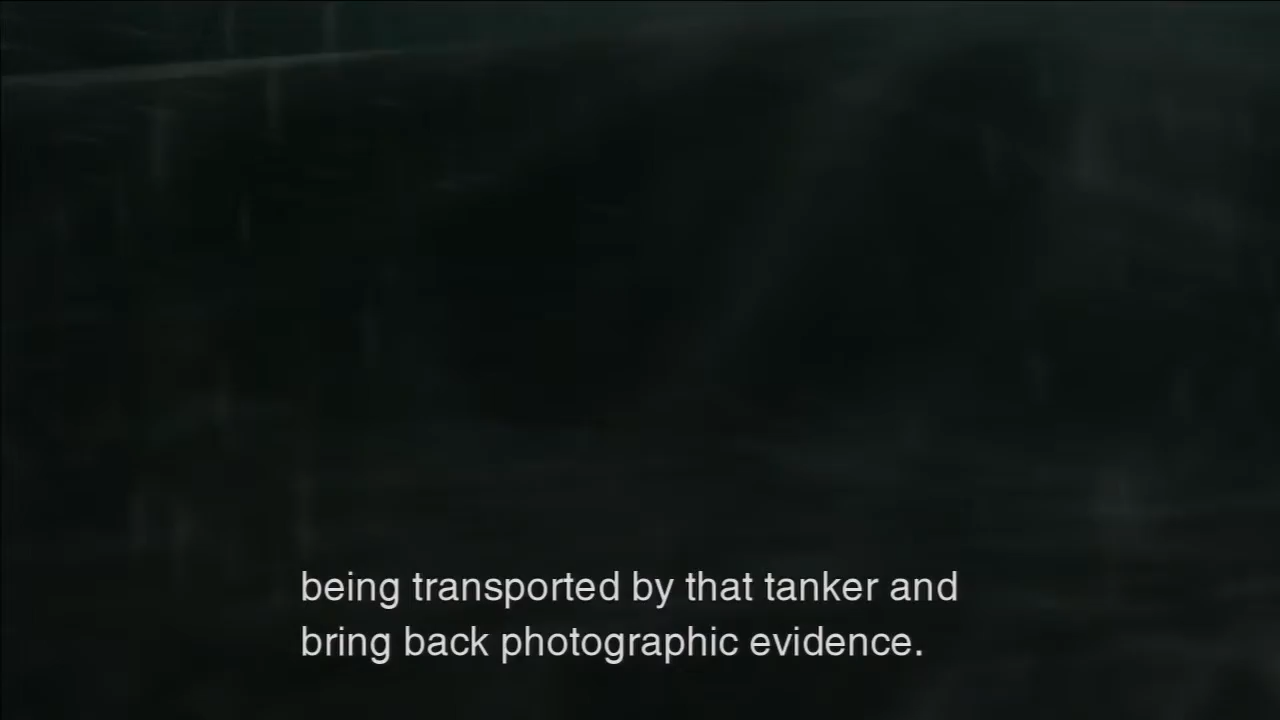 being transported by that tanker and
bring back photographic evidence.